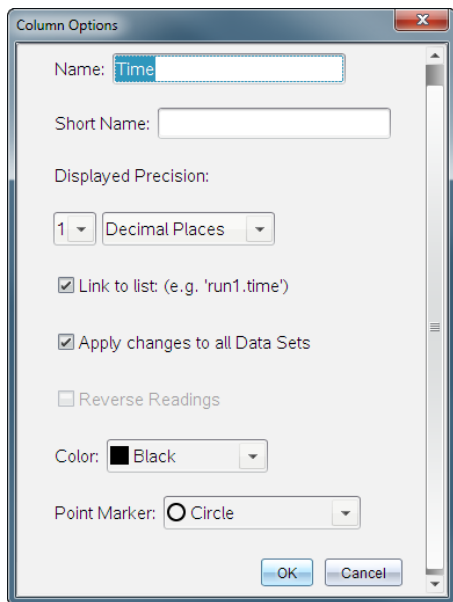 Column Options
Name: Time
Short Name:
Displayed Precision:
1 Decimal Places
Link to list: (e.g. 'run1.time')
Apply changes to all Data Sets
Reverse Readings
Color: Black
Point Marker: Circle
OK Cancel